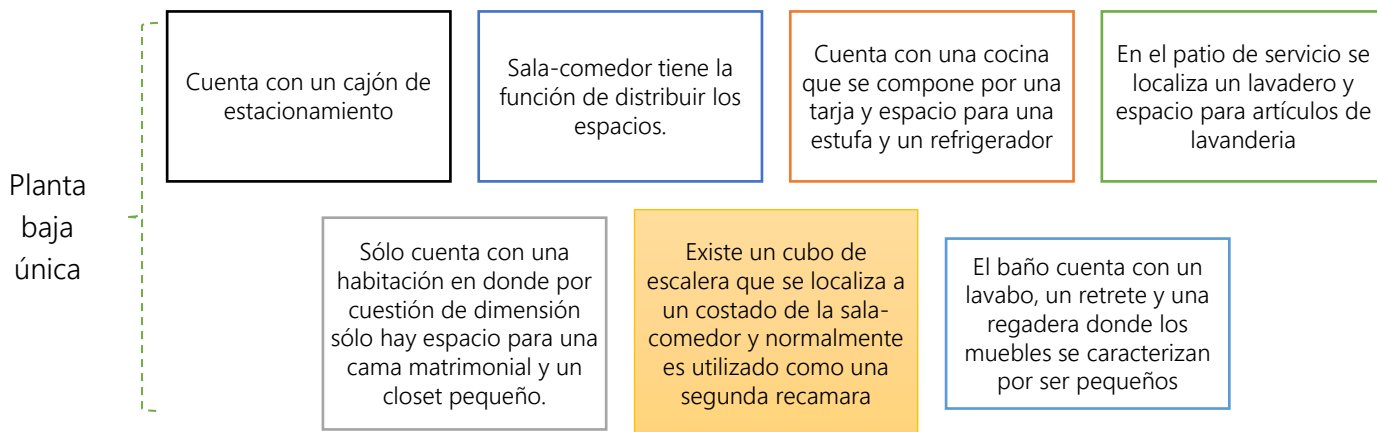 Planta
baja
única
Cuenta con un cajón de
estacionamiento
Sala-comedor tiene la
función de distribuir los
espacios.
Cuenta con una cocina
que se compone por una
tarja y espacio para una
estufa y un refrigerador
En el patio de servicio se
localiza un lavadero y
espacio para artículos de
lavanderia
Sólo cuenta con una
habitación en donde por
cuestión de dimensión
sólo hay espacio para una
cama matrimonial y un
closet pequeño.
Existe un cubo de
escalera que se localiza a
un costado de la sala-
comedor y normalmente
es utilizado como una
segunda recamara
El baño cuenta con un
lavabo, un retrete y una
regadera donde los
muebles se caracterizan
por ser pequeños